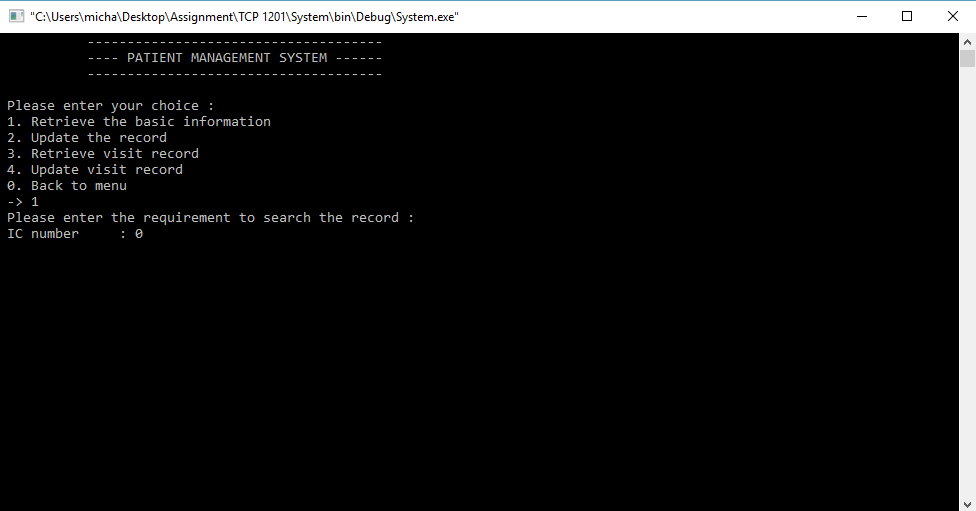 "C:\Users\micha\Desktop\Assignment\TCP 1201\System\bin\Debug\System.exe"
-------------------------------------
---- PATIENT MANAGEMENT SYSTEM ------
-------------------------------------
Please enter your choice :
1. Retrieve the basic information
2. Update the record
3. Retrieve visit record
4. Update visit record
0. Back to menu
-> 1
Please enter the requirement to search the record :
IC number     : 0